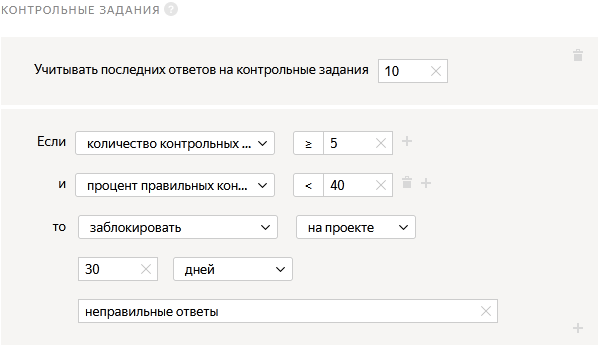 КОНТРОЛЬНЫЕ ЗАДАНИЯ ?
Учитывать последних ответов на контрольные задания 10
Если количество контрольных ... ≥ 5
и процент правильных кон... < 40
то заблокировать на проекте
30 дней
неправильные ответы